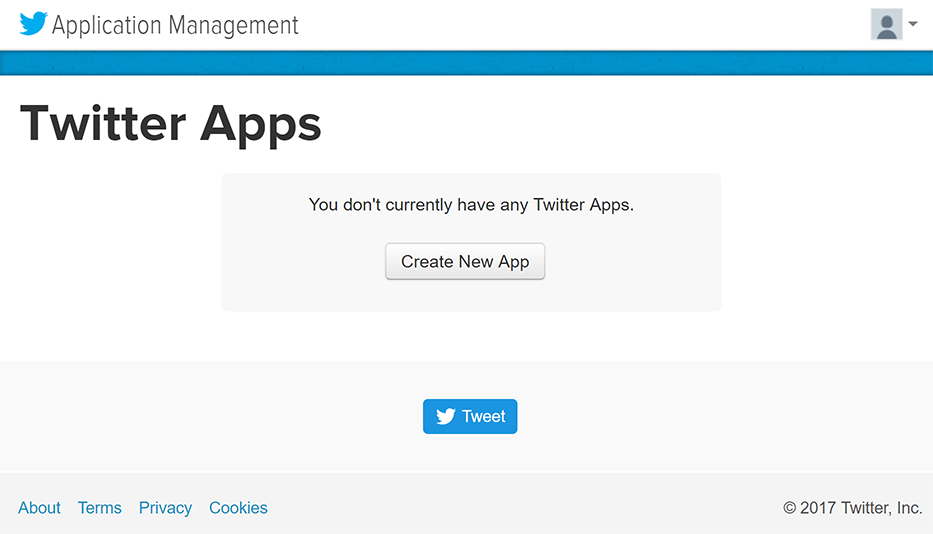 Application Management
Twitter Apps
You don't currently have any Twitter Apps.
Create New App
Tweet
About Terms Privacy Cookies © 2017 Twitter, Inc.